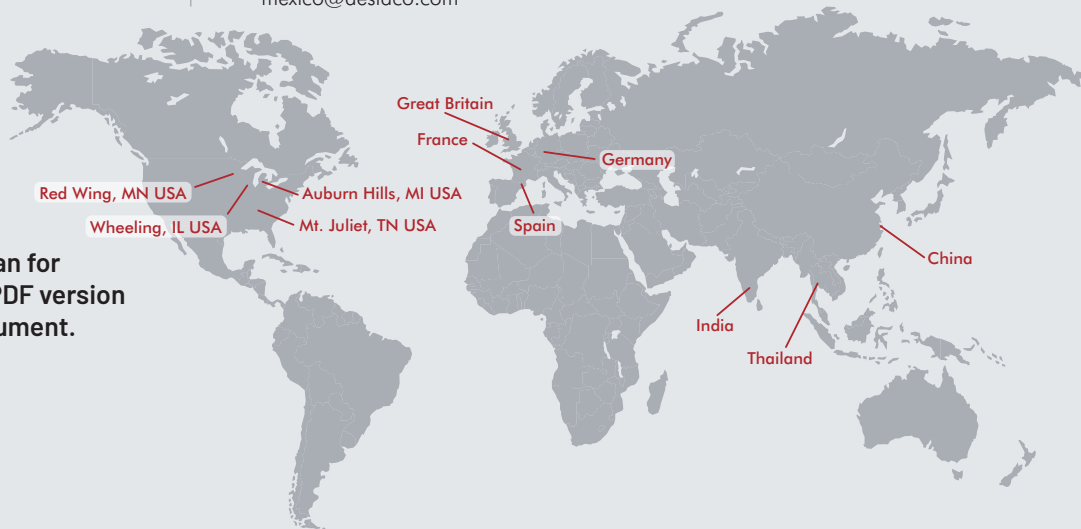 mexico@destaco.com
Great Britain
France
Germany
Red Wing, MN USA
Auburn Hills, MI USA
Wheeling, IL USA
Mt. Juliet, TN USA
Spain
China
an for
PDF version
ument.
India
Thailand